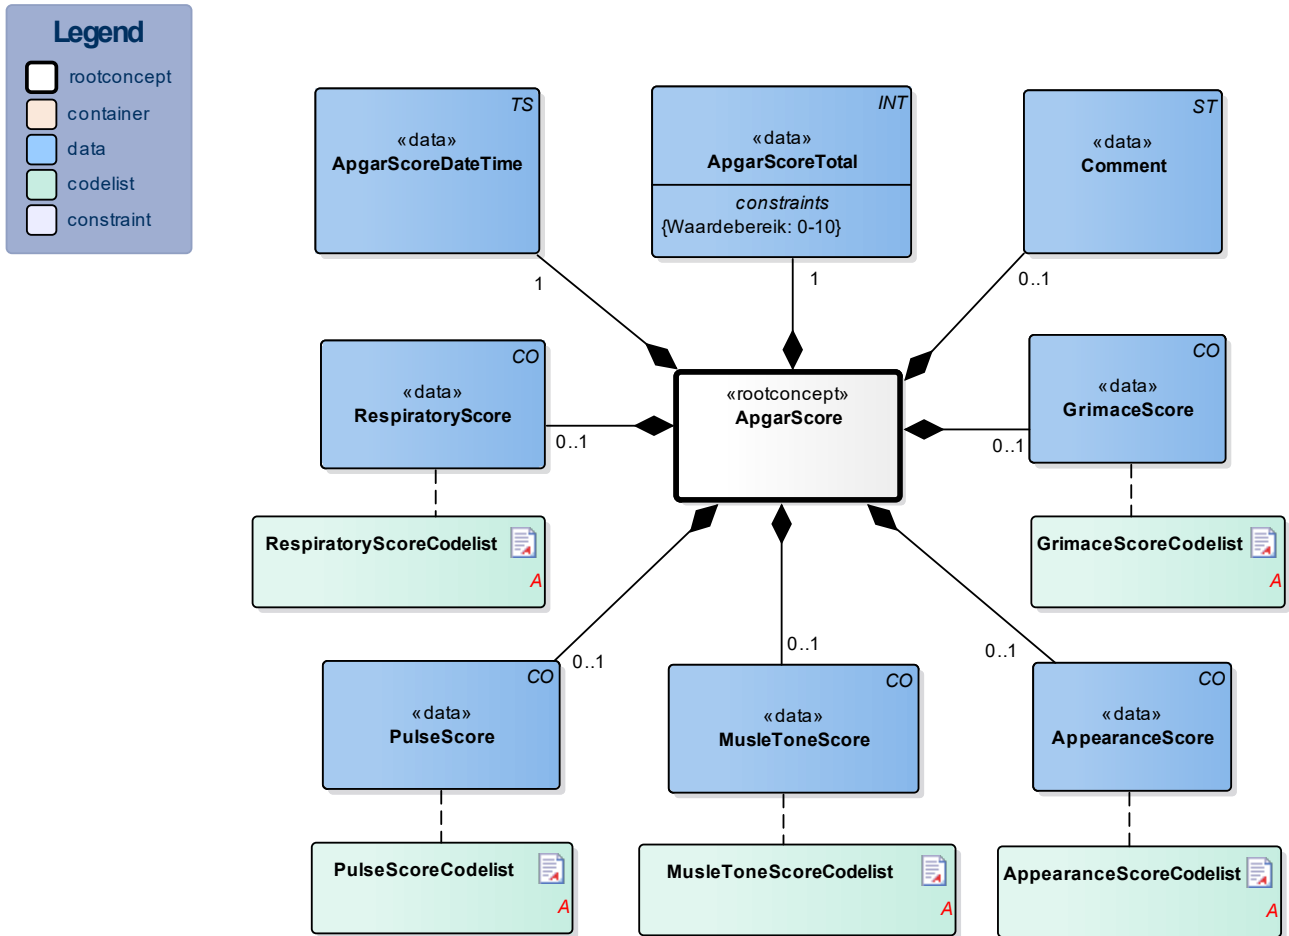 Legend
rootconcept
container
data
codelist
constraint
TS
«data»
ApgarScoreDateTime
1
INT
«data»
ApgarScoreTotal
constraints
{Waardebereik: 0-10}
1
ST
«data»
Comment
0..1
CO
«data»
RespiratoryScore
0..1
«rootconcept»
ApgarScore
CO
«data»
GrimaceScore
0..1
RespiratoryScoreCodelist
A
GrimaceScoreCodelist
A
0..1
CO
«data»
PulseScore
0..1
CO
«data»
MusleToneScore
0..1
CO
«data»
AppearanceScore
PulseScoreCodelist
A
MusleToneScoreCodelist
A
AppearanceScoreCodelist
A